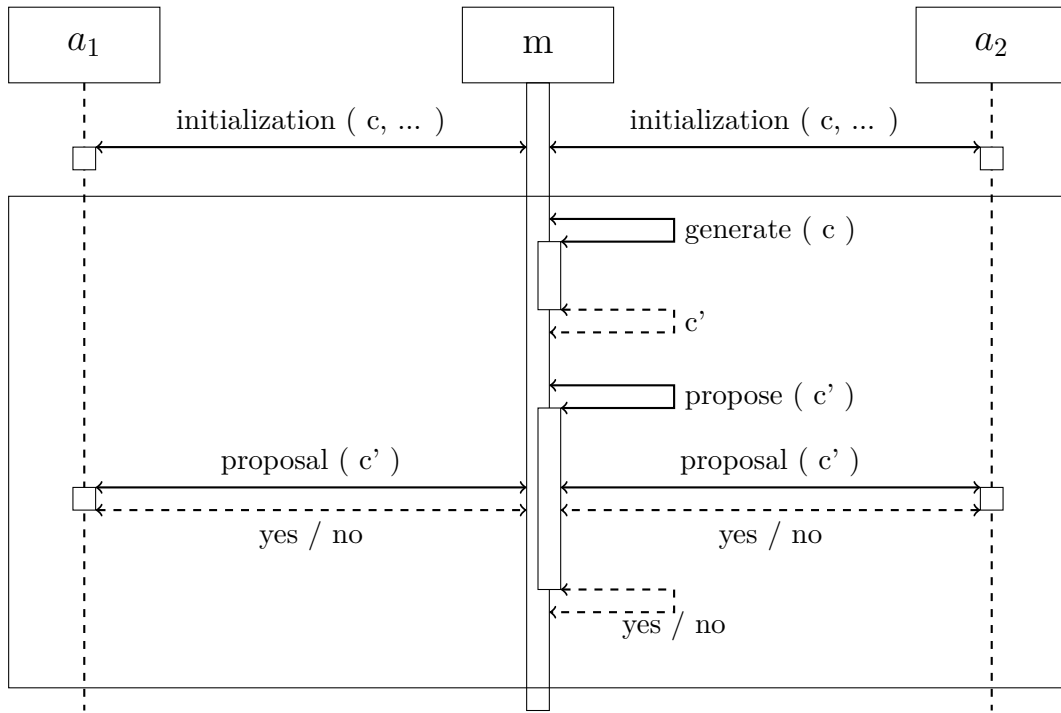 a1
m
a2
initialization ( c, ... )
initialization ( c, ... )
generate ( c )
c'
propose ( c' )
proposal ( c' )
proposal ( c' )
yes / no
yes / no
yes / no